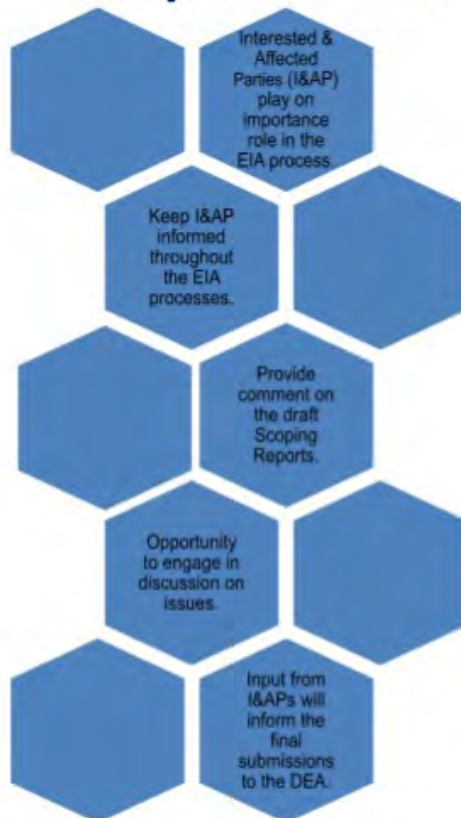 Interested &
Affected
Parties (I&AP)
play on
importance
role in the
EIA process.
Keep I&AP
informed
throughout
the EIA
processes.
Provide
comment on
the draft
Scoping
Reports.
Opportunity
to engage in
discussion on
issues.
Input from
I&APs will
inform the
final
submissions
to the DEA.